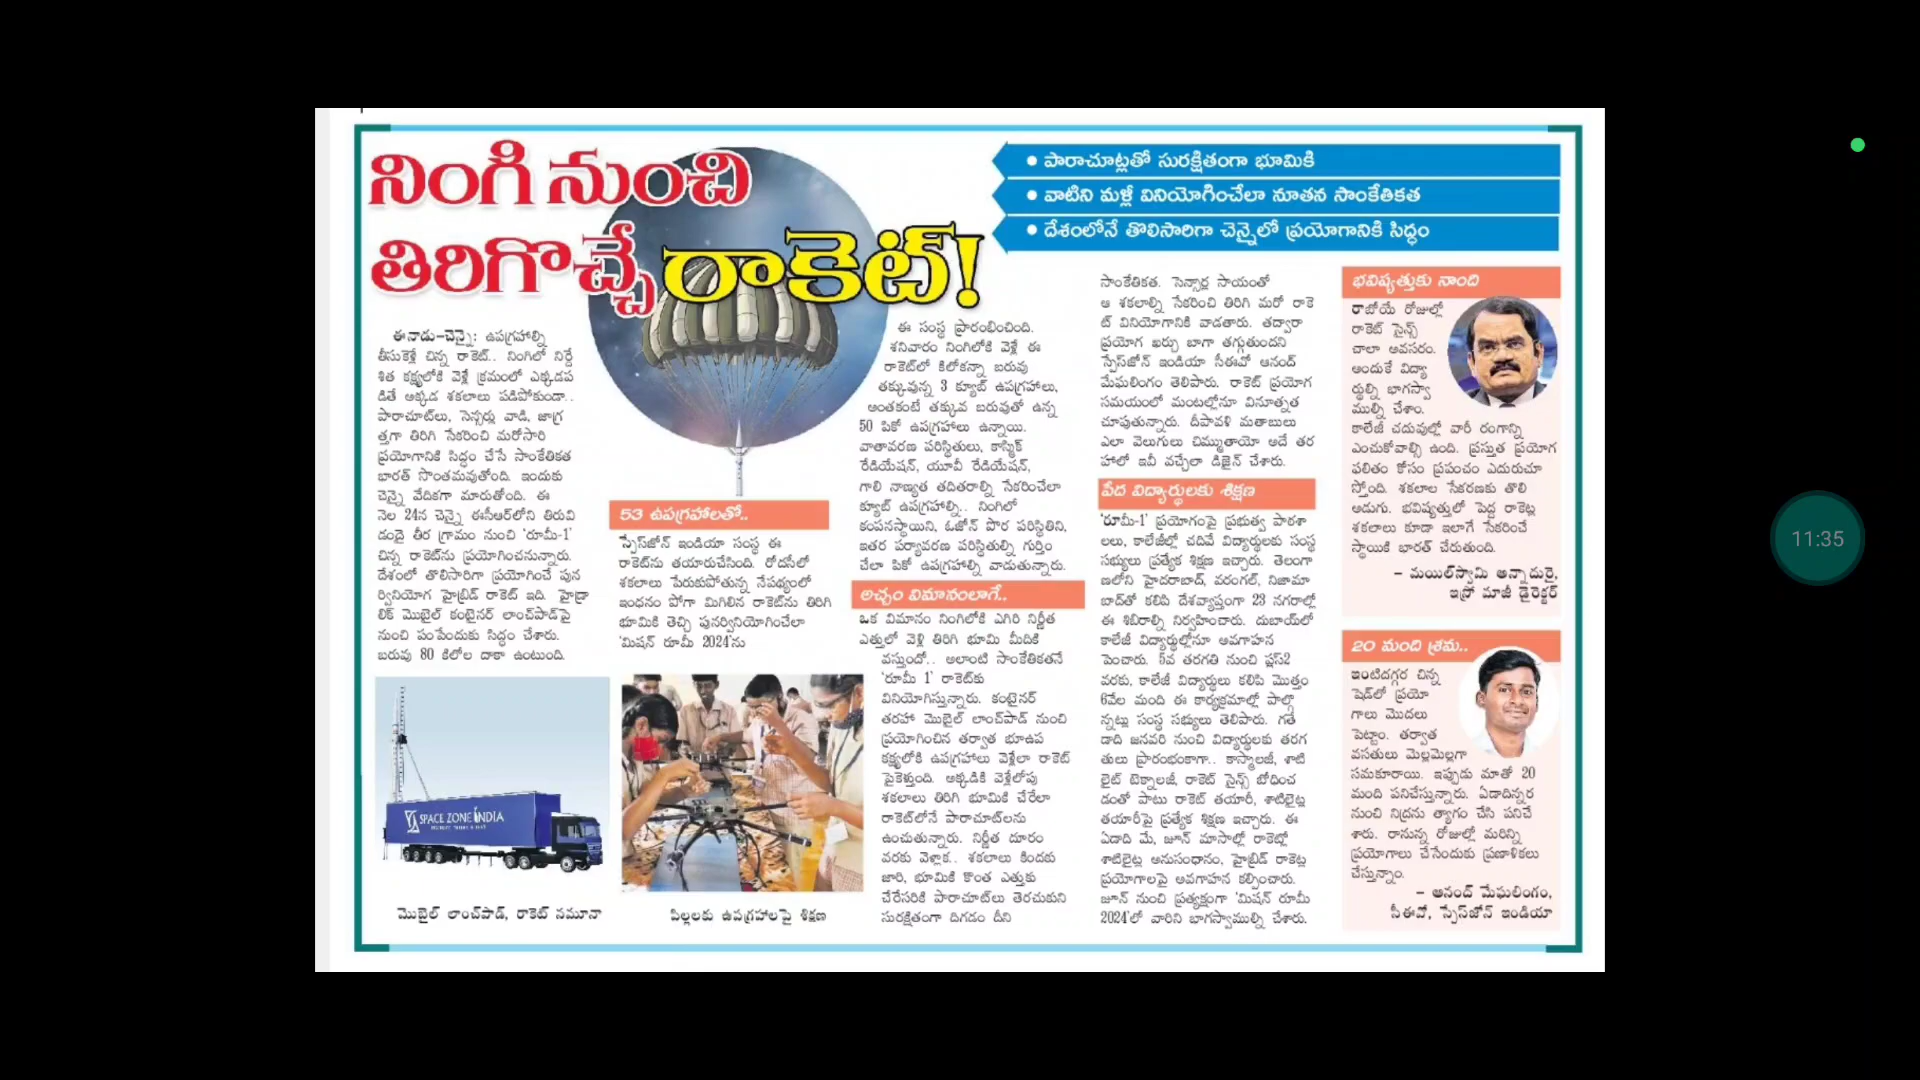 నింగి నుంచి
తిరిగొచ్చే రాకెట్!
• పారాచూట్లతో సురక్షితంగా భూమికి
• వాటిని మళ్లీ వినియోగించేలా నూతన సాంకేతికత
• దేశంలోనే తొలిసారిగా చెన్నైలో ప్రయోగానికి సిద్ధం
ఈనాడు-చెన్నై: ఉపగ్రహాల్ని
తీసుకెళ్లే చిన్న రాకెట్.. నింగిలో నిర్దే
శిత కక్ష్యలోకి వెళ్లే క్రమంలో ఎక్కడప
డితే అక్కడ శకలాలు పడిపోకుండా..
పారాచూట్‌లు, సెన్సర్లు వాడి, జాగ్ర
త్తగా తిరిగి సేకరించి మరోసారి
ప్రయోగానికి సిద్ధం చేసే సాంకేతికత
భారత్ సొంతమవుతోంది. ఇందుకు
చెన్నై వేదికగా మారుతోంది. ఈ
నెల 24న చెన్నై ఈసీఆర్‌లోని తిరువి
డందై తీర గ్రామం నుంచి ‘రూమీ-1’
చిన్న రాకెట్‌ను ప్రయోగించనున్నారు.
దేశంలో తొలిసారిగా ప్రయోగించే పున
ర్వినియోగ హైబ్రిడ్ రాకెట్ ఇది. హైడ్రా
లిక్ మొబైల్ కంటైనర్ లాంచ్‌పాడ్‌పై
నుంచి పంపేందుకు సిద్ధం చేశారు.
బరువు 80 కిలోల దాకా ఉంటుంది.
53 ఉపగ్రహాలతో..
స్పేస్‌జోన్ ఇండియా సంస్థ ఈ
రాకెట్‌ను తయారుచేసింది. రోదసీలో
శకలాలు పేరుకుపోతున్న నేపథ్యంలో
ఇంధనం పోగా మిగిలిన రాకెట్‌ను తిరిగి
భూమికి తెచ్చి పునర్వినియోగించేలా
‘మిషన్ రూమీ 2024’ను
ఈ సంస్థ ప్రారంభించింది.
శనివారం నింగిలోకి వెళ్లే ఈ
రాకెట్‌లో కిలోకన్నా బరువు
తక్కువున్న 3 క్యూబ్ ఉపగ్రహాలు,
అంతకంటే తక్కువ బరువుతో ఉన్న
50 పికో ఉపగ్రహాలు ఉన్నాయి.
వాతావరణ పరిస్థితులు, కాస్మిక్
రేడియేషన్, యూవీ రేడియేషన్,
గాలి నాణ్యత తదితరాల్ని సేకరించేలా
క్యూబ్ ఉపగ్రహాల్ని.. నింగిలో
కంపనస్థాయిని, ఓజోన్ పొర పరిస్థితిని,
ఇతర పర్యావరణ పరిస్థితుల్ని గుర్తిం
చేలా పికో ఉపగ్రహాల్ని వాడుతున్నారు.
అచ్చం విమానంలాగే..
ఒక విమానం నింగిలోకి ఎగిరి నిర్ణీత
ఎత్తులో వెళ్లి తిరిగి భూమి మీదికి
వస్తుందో.. అలాంటి సాంకేతికతనే
‘రూమీ 1’ రాకెట్‌కు
వినియోగిస్తున్నారు. కంటైనర్
తరహా మొబైల్ లాంచ్‌పాడ్ నుంచి
ప్రయోగించిన తర్వాత భూఉప
కక్ష్యలోకి ఉపగ్రహాలు వెళ్లేలా రాకెట్
పైకెళ్తుంది. అక్కడికి వెళ్లేలోపు
శకలాలు తిరిగి భూమికి చేరేలా
రాకెట్‌లోనే పారాచూట్‌లను
ఉంచుతున్నారు. నిర్ణీత దూరం
వరకు వెళ్లాక.. శకలాలు కిందకు
జారి, భూమికి కొంత ఎత్తుకు
చేరేసరికి పారాచూట్‌లు తెరచుకుని
సురక్షితంగా దిగడం దీని
సాంకేతికత. సెన్సార్ల సాయంతో
ఆ శకలాల్ని సేకరించి తిరిగి మరో రాకె
ట్ వినియోగానికి వాడతారు. తద్వారా
ప్రయోగ ఖర్చు బాగా తగ్గుతుందని
స్పేస్‌జోన్ ఇండియా సీఈవో ఆనంద్
మేఘలింగం తెలిపారు. రాకెట్ ప్రయోగ
సమయంలో మంటల్లోనూ వినూత్నత
చూపుతున్నారు. దీపావళి మతాబులు
ఎలా వెలుగులు చిమ్ముతాయో అదే తర
హాలో ఇవీ వచ్చేలా డిజైన్ చేశారు.
పేద విద్యార్థులకు శిక్షణ
‘రూమీ-1’ ప్రయోగంపై ప్రభుత్వ పాఠశా
లలు, కాలేజీల్లో చదివే విద్యార్థులకు సంస్థ
సభ్యులు ప్రత్యేక శిక్షణ ఇచ్చారు. తెలంగా
ణలోని హైదరాబాద్, వరంగల్, నిజామా
బాద్‌తో కలిపి దేశవ్యాప్తంగా 23 నగరాల్లో
ఈ శిబిరాల్ని నిర్వహించారు. దుబాయ్‌లో
కాలేజీ విద్యార్థుల్లోనూ అవగాహన
పెంచారు. 5వ తరగతి నుంచి ప్లస్2
వరకు, కాలేజీ విద్యార్థులు కలిపి మొత్తం
6వేల మంది ఈ కార్యక్రమాల్లో పాల్గొ
న్నట్లు సంస్థ సభ్యులు తెలిపారు. గతే
డాది జనవరి నుంచి విద్యార్థులకు తరగ
తులు ప్రారంభంకాగా.. కాస్మాలజీ, శాటి
లైట్ టెక్నాలజీ, రాకెట్ సైన్స్ బోధించ
డంతో పాటు రాకెట్ తయారీ, శాటిలైట్ల
తయారీపై ప్రత్యేక శిక్షణ ఇచ్చారు. ఈ
ఏడాది మే, జూన్ మాసాల్లో రాకెట్లో
శాటిలైట్ల అనుసంధానం, హైబ్రిడ్ రాకెట్ల
ప్రయోగాలపై అవగాహన కల్పించారు.
జూన్ నుంచి ప్రత్యక్షంగా ‘మిషన్ రూమీ
2024’లో వారిని భాగస్వాముల్ని చేశారు.
భవిష్యత్తుకు నాంది
రాబోయే రోజుల్లో
రాకెట్ సైన్స్
చాలా అవసరం.
అందుకే విద్యా
ర్థుల్ని భాగస్వా
ముల్ని చేశాం.
కాలేజీ చదువుల్లో వారీ రంగాన్ని
ఎంచుకోవాల్సి ఉంది. ప్రస్తుత ప్రయోగ
ఫలితం కోసం ప్రపంచం ఎదురుచూ
స్తోంది. శకలాల సేకరణకు తొలి
అడుగు. భవిష్యత్తులో పెద్ద రాకెట్ల
శకలాలు కూడా ఇలాగే సేకరించే
స్థాయికి భారత్ చేరుతుంది.
– మయిల్‌స్వామి అన్నాదురై,
ఇస్రో మాజీ డైరెక్టర్
20 మంది శ్రమ..
ఇంటిదగ్గర చిన్న
షెడ్‌లో ప్రయో
గాలు మొదలు
పెట్టాం. తర్వాత
వసతులు మెల్లమెల్లగా
సమకూరాయి. ఇప్పుడు మాతో 20
మంది పనిచేస్తున్నారు. ఏడాదిన్నర
నుంచి నిద్రను త్యాగం చేసి పనిచే
శారు. రానున్న రోజుల్లో మరిన్ని
ప్రయోగాలు చేసేందుకు ప్రణాళికలు
చేస్తున్నాం.
– ఆనంద్ మేఘలింగం,
సీఈవో, స్పేస్‌జోన్ ఇండియా
SPACE ZONE INDIA
మొబైల్ లాంచ్‌పాడ్, రాకెట్ నమూనా
పిల్లలకు ఉపగ్రహాలపై శిక్షణ
11:35